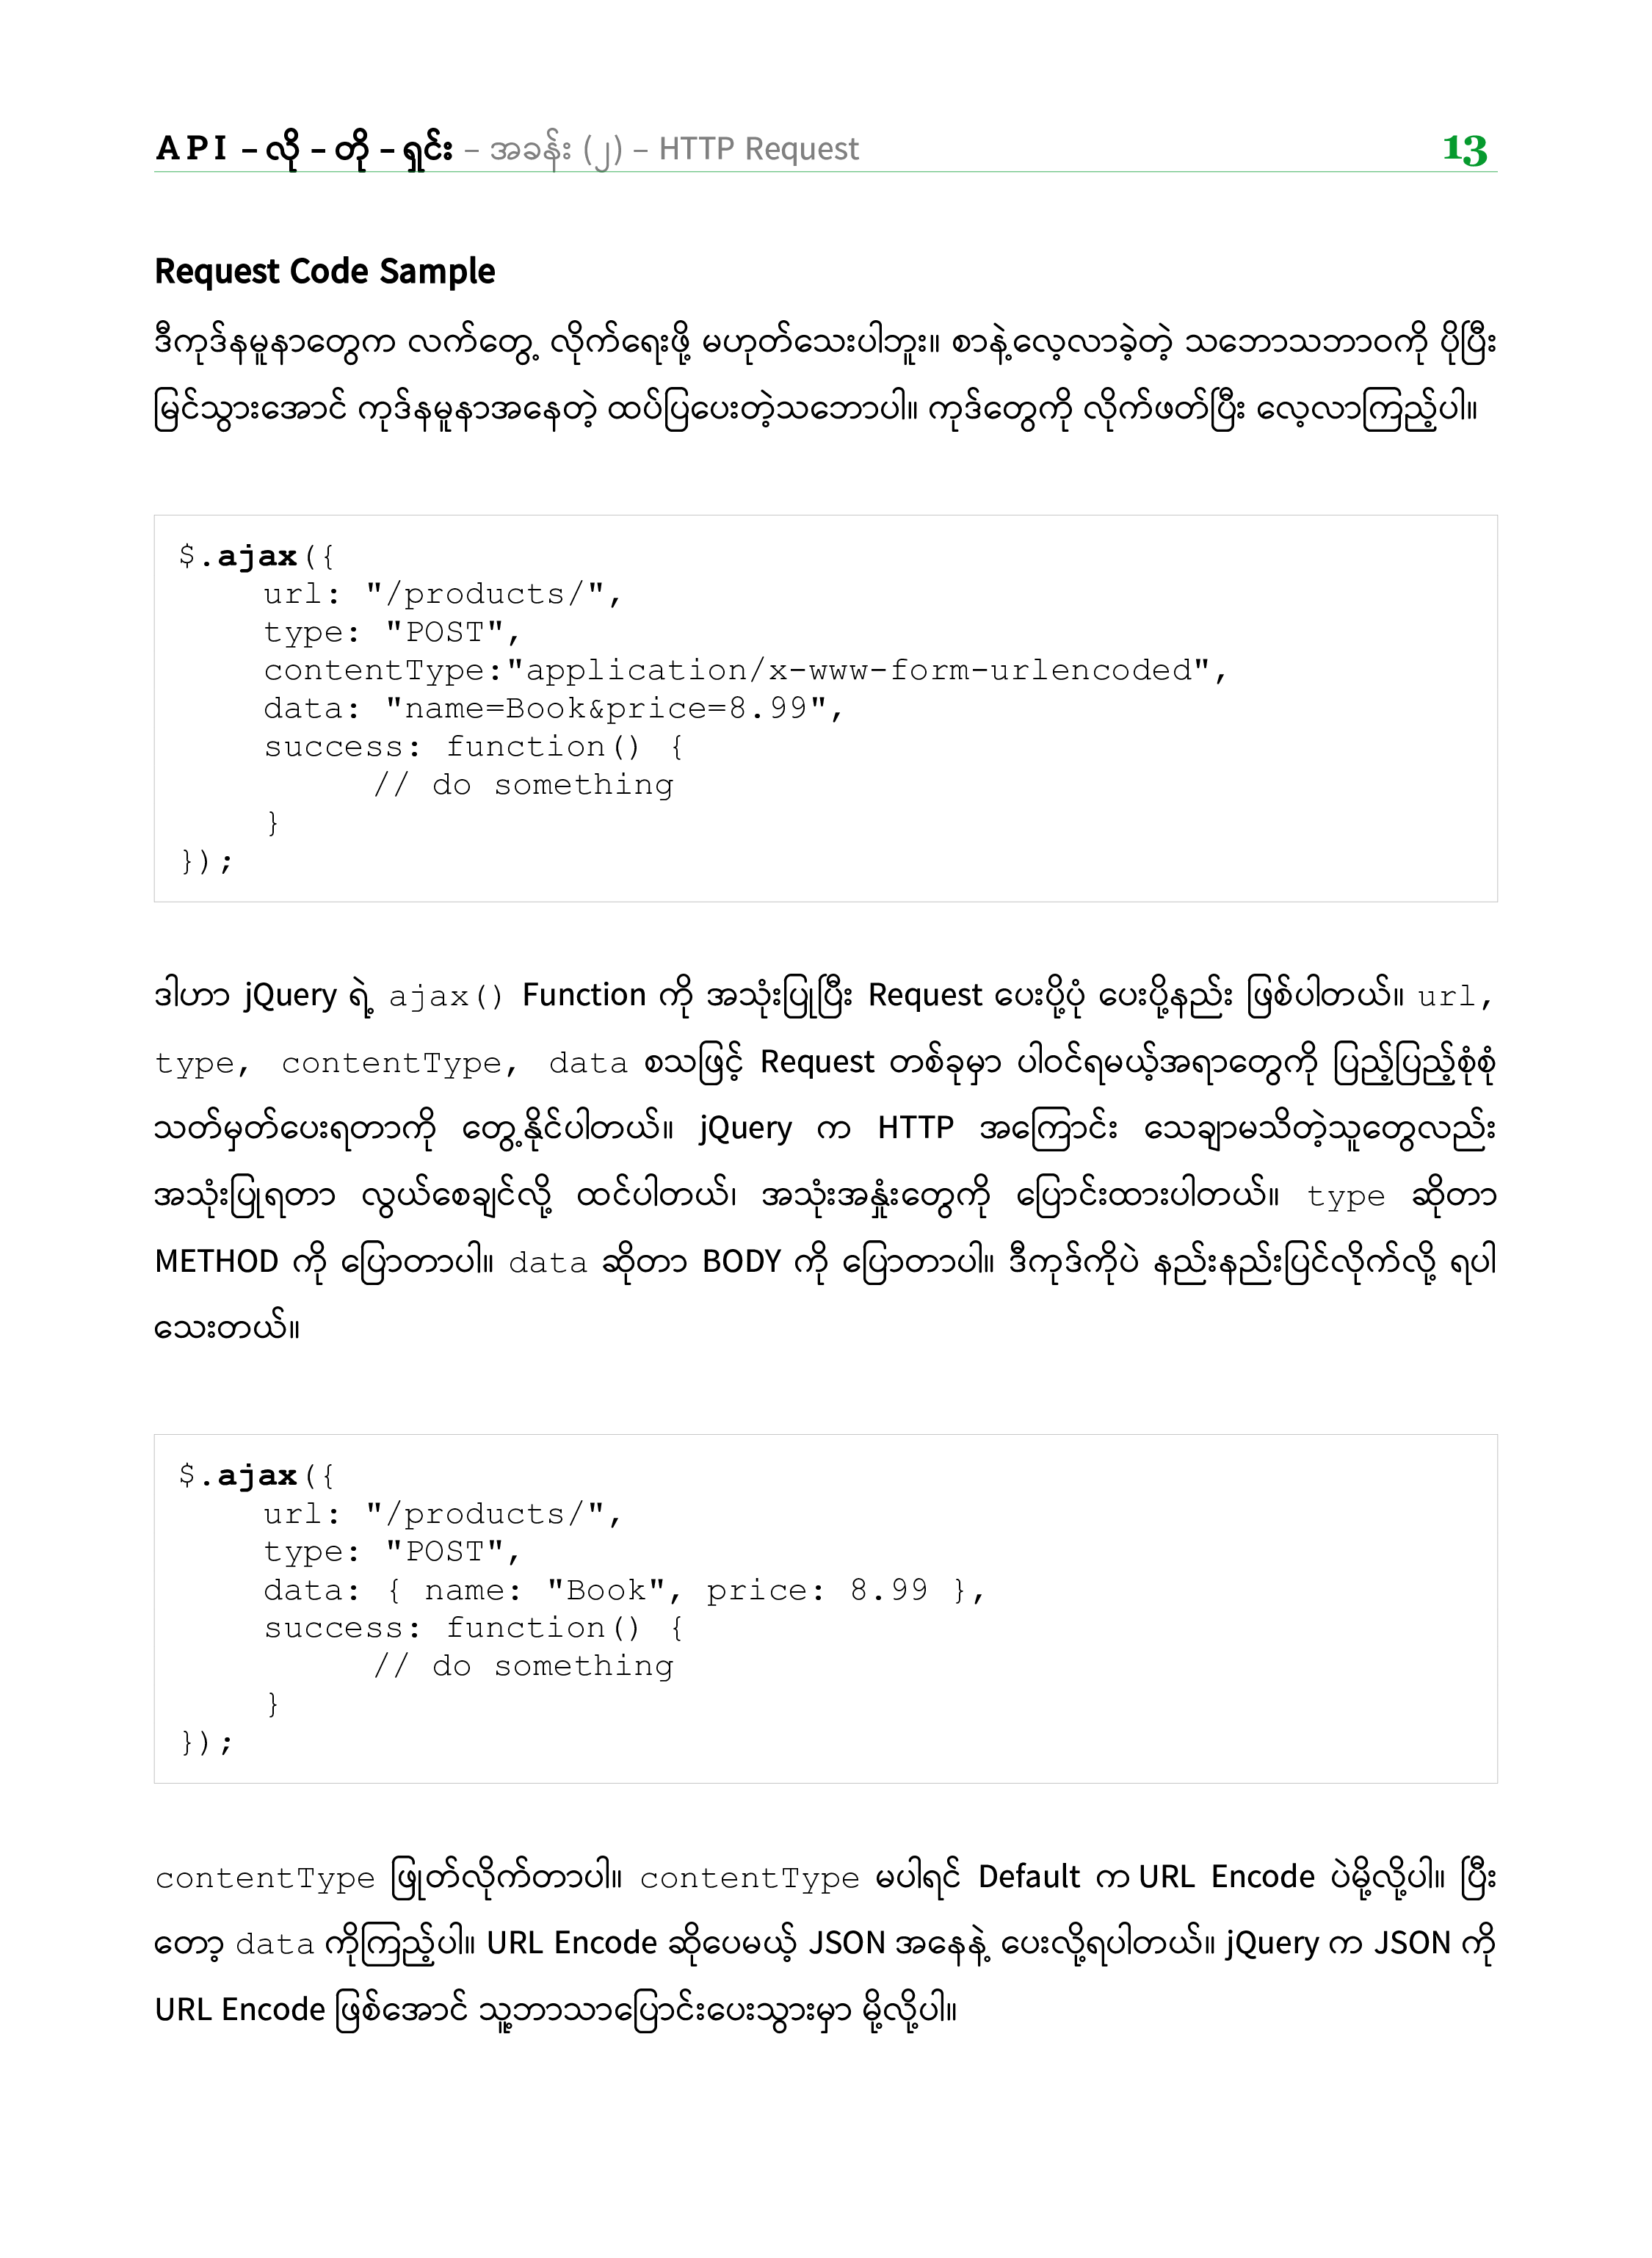 API – လို – တို – ရှင်း – အခန်း (၂) – HTTP Request 13
Request Code Sample
ဒီကုဒ်နမူနာတွေက လက်တွေ့ လိုက်ရေးဖို့ မဟုတ်သေးပါဘူး။ စာနဲ့လေ့လာခဲ့တဲ့ သဘောသဘာဝကို ပိုပြီး
မြင်သွားအောင် ကုဒ်နမူနာအနေတဲ့ ထပ်ပြပေးတဲ့သဘောပါ။ ကုဒ်တွေကို လိုက်ဖတ်ပြီး လေ့လာကြည့်ပါ။
$.ajax({
url: "/products/",
type: "POST",
contentType:"application/x-www-form-urlencoded",
data: "name=Book&price=8.99",
success: function() {
// do something
}
});
ဒါဟာ jQuery ရဲ့ ajax() Function ကို အသုံးပြုပြီး Request ပေးပို့ပုံ ပေးပို့နည်း ဖြစ်ပါတယ်။ url,
type, contentType, data စသဖြင့် Request တစ်ခုမှာ ပါဝင်ရမယ့်အရာတွေကို ပြည့်ပြည့်စုံစုံ
သတ်မှတ်ပေးရတာကို တွေ့နိုင်ပါတယ်။ jQuery က HTTP အကြောင်း သေချာမသိတဲ့သူတွေလည်း
အသုံးပြုရတာ လွယ်စေချင်လို့ ထင်ပါတယ်၊ အသုံးအနှုံးတွေကို ပြောင်းထားပါတယ်။ type ဆိုတာ
METHOD ကို ပြောတာပါ။ data ဆိုတာ BODY ကို ပြောတာပါ။ ဒီကုဒ်ကိုပဲ နည်းနည်းပြင်လိုက်လို့ ရပါ
သေးတယ်။
$.ajax({
url: "/products/",
type: "POST",
data: { name: "Book", price: 8.99 },
success: function() {
// do something
}
});
contentType ဖြုတ်လိုက်တာပါ။ contentType မပါရင် Default က URL Encode ပဲမို့လို့ပါ။ ပြီး
တော့ data ကိုကြည့်ပါ။ URL Encode ဆိုပေမယ့် JSON အနေနဲ့ ပေးလို့ရပါတယ်။ jQuery က JSON ကို
URL Encode ဖြစ်အောင် သူ့ဘာသာပြောင်းပေးသွားမှာ မို့လို့ပါ။